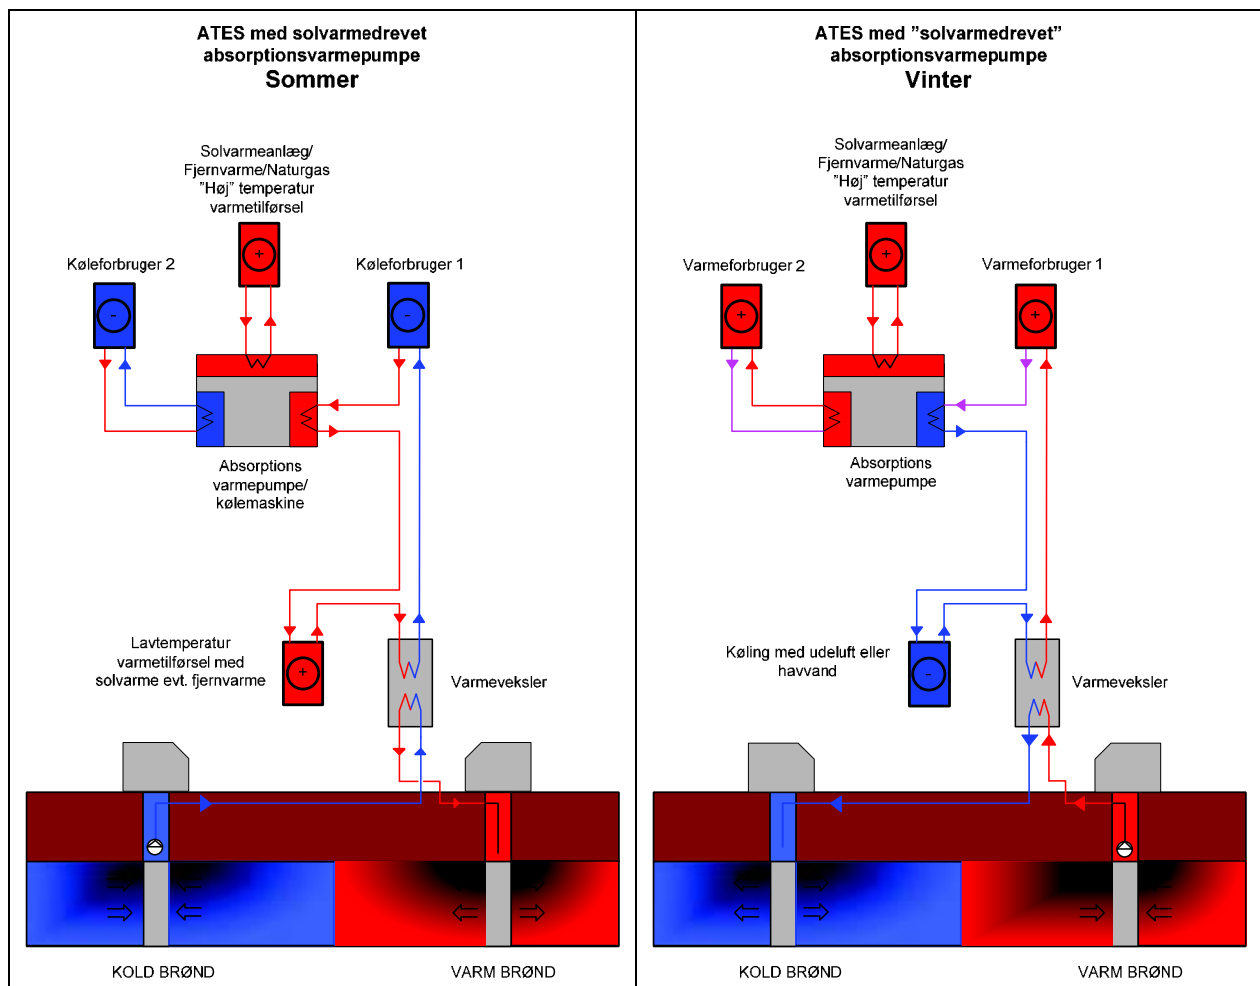 ATES med solvarmedrevet
absorptionsvarmepumpe
Sommer
Solvarmeanlæg/
Fjernvarme/Naturgas
"Høj" temperatur
varmetilførsel
Køleforbruger 2
Køleforbruger 1
+
-
-
Absorptions
varmepumpe/
kølemaskine
Lavtemperatur
varmetilførsel med
solvarme evt. fjernvarme
+
Varmeveksler
KOLD BRØND
VARM BRØND
ATES med "solvarmedrevet"
absorptionsvarmepumpe
Vinter
Solvarmeanlæg/
Fjernvarme/Naturgas
"Høj" temperatur
varmetilførsel
Varmeforbruger 2
Varmeforbruger 1
+
+
+
Absorptions
varmepumpe
Køling med udeluft eller
havvand
-
Varmeveksler
KOLD BRØND
VARM BRØND